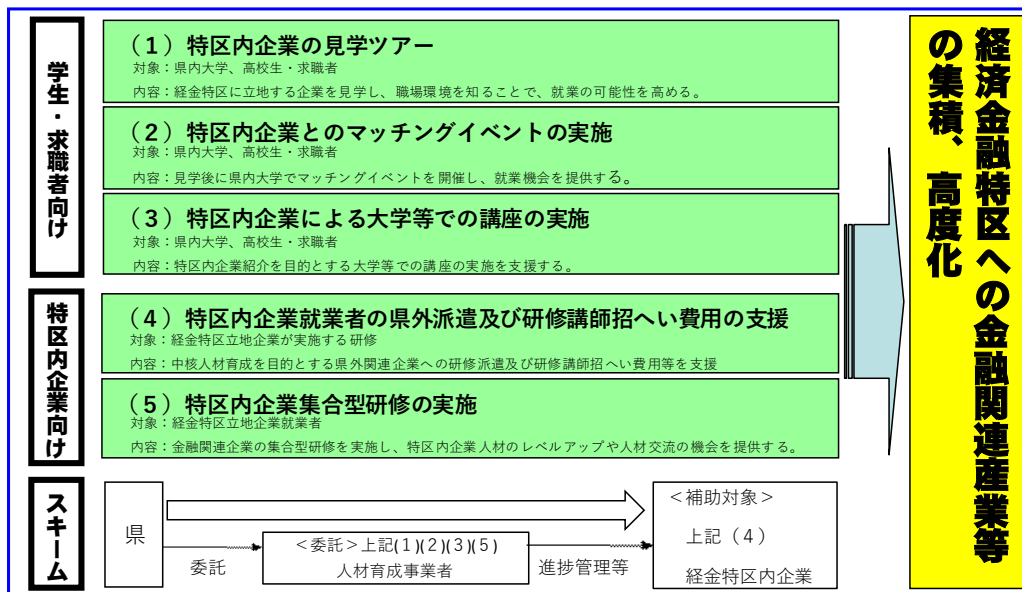 学生・求職者向け
（１）特区内企業の見学ツアー
対象：県内大学、高校生・求職者
内容：経金特区に立地する企業を見学し、職場環境を知ることで、就業の可能性を高める。
（２）特区内企業とのマッチングイベントの実施
対象：県内大学、高校生・求職者
内容：見学後に県内大学でマッチングイベントを開催し、就業機会を提供する。
（３）特区内企業による大学等での講座の実施
対象：県内大学、高校生・求職者
内容：特区内企業紹介を目的とする大学等での講座の実施を支援する。
特区内企業向け
（４）特区内企業就業者の県外派遣及び研修講師招へい費用の支援
対象：経金特区立地企業が実施する研修
内容：中核人材育成を目的とする県外関連企業への研修派遣及び研修講師招へい費用等を支援
（５）特区内企業集合型研修の実施
対象：経金特区立地企業就業者
内容：金融関連企業の集合型研修を実施し、特区内企業人材のレベルアップや人材交流の機会を提供する。
経済金融特区への金融関連産業等
の集積、高度化
スキーム
県
委託
＜委託＞上記(1)(2)(3)(5)
人材育成事業者
進捗管理等
＜補助対象＞
上記（4）
経金特区内企業